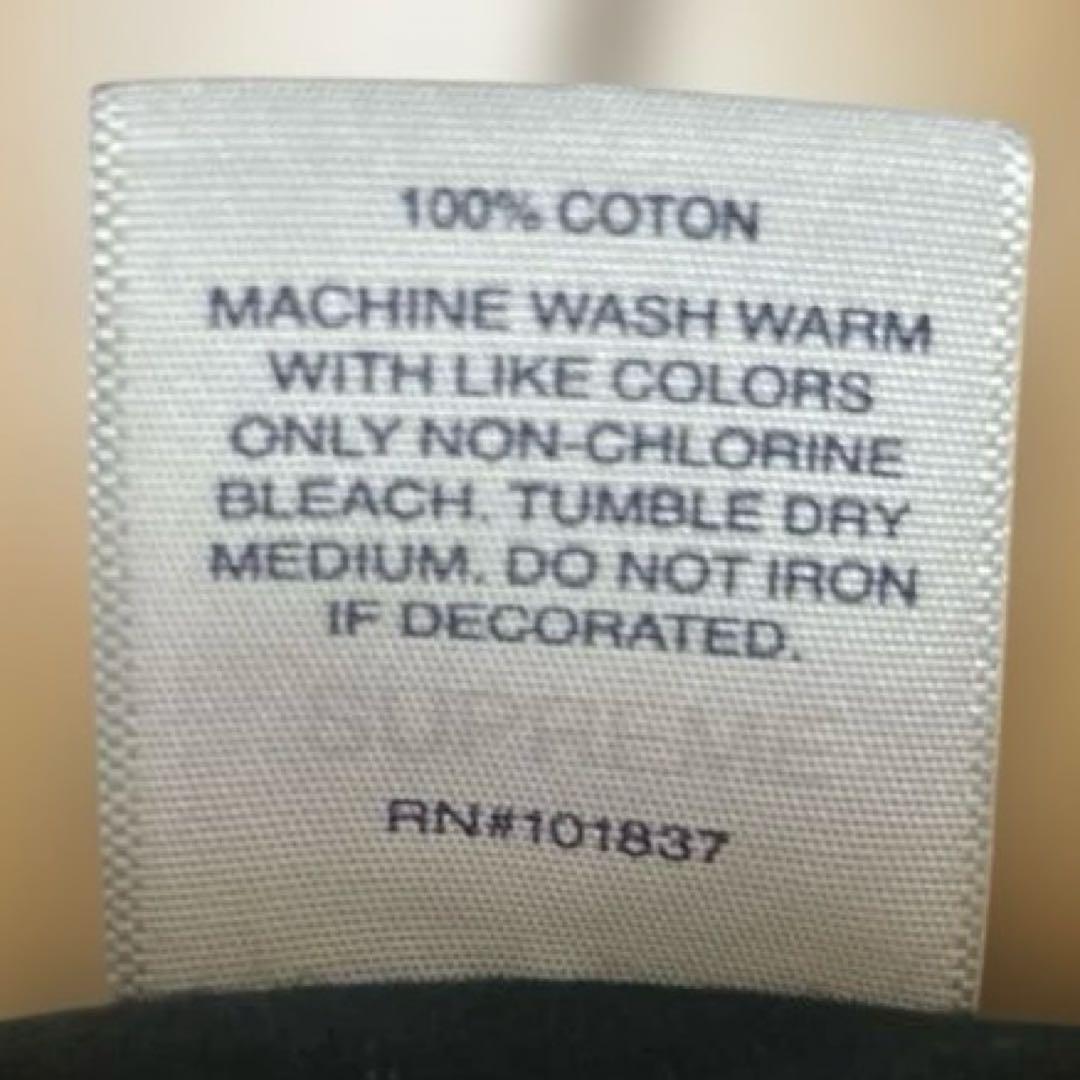 100% COTON
MACHINE WASH WARM
WITH LIKE COLORS
ONLY NON-CHLORINE
BLEACH. TUMBLE DRY
MEDIUM. DO NOT IRON
IF DECORATED.
RN#101837